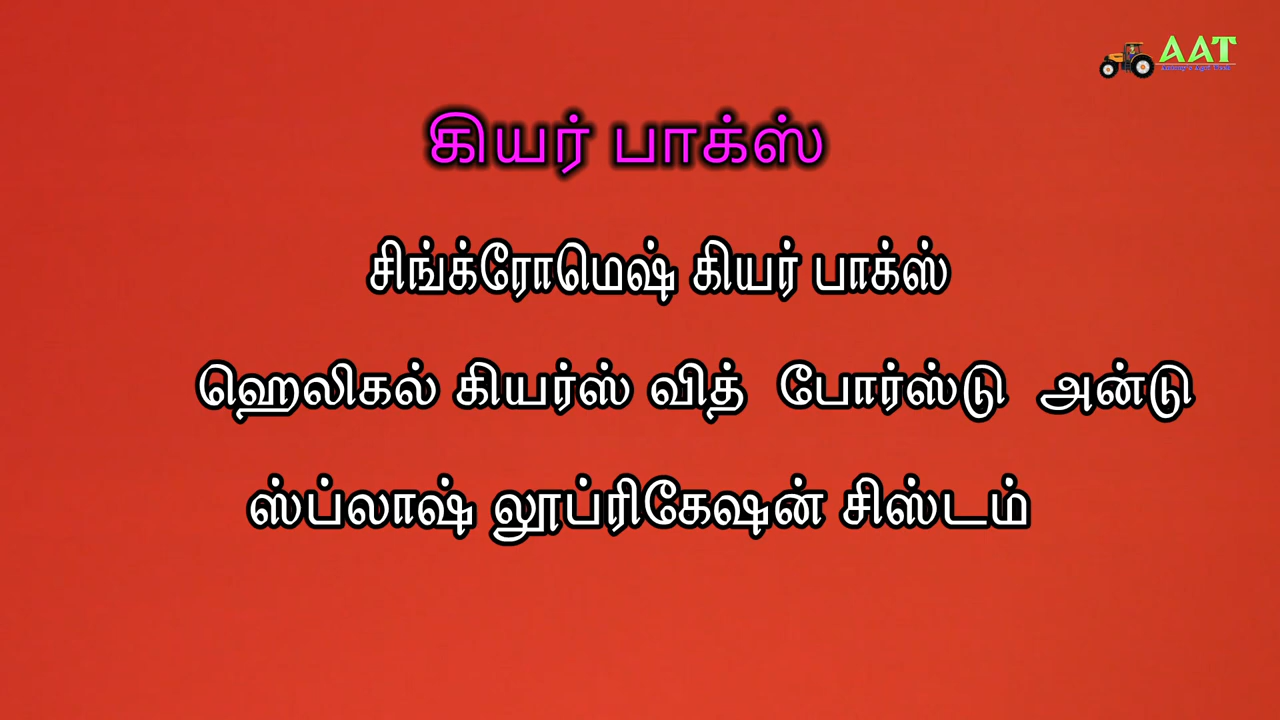 AAT
கியர் பாக்ஸ்
சிங்க்ரோமெஷ் கியர் பாக்ஸ்
ஹெலிகல் கியர்ஸ் வித் போர்ஸ்டு அன்டு
ஸ்ப்லாஷ் லூப்ரிகேஷன் சிஸ்டம்